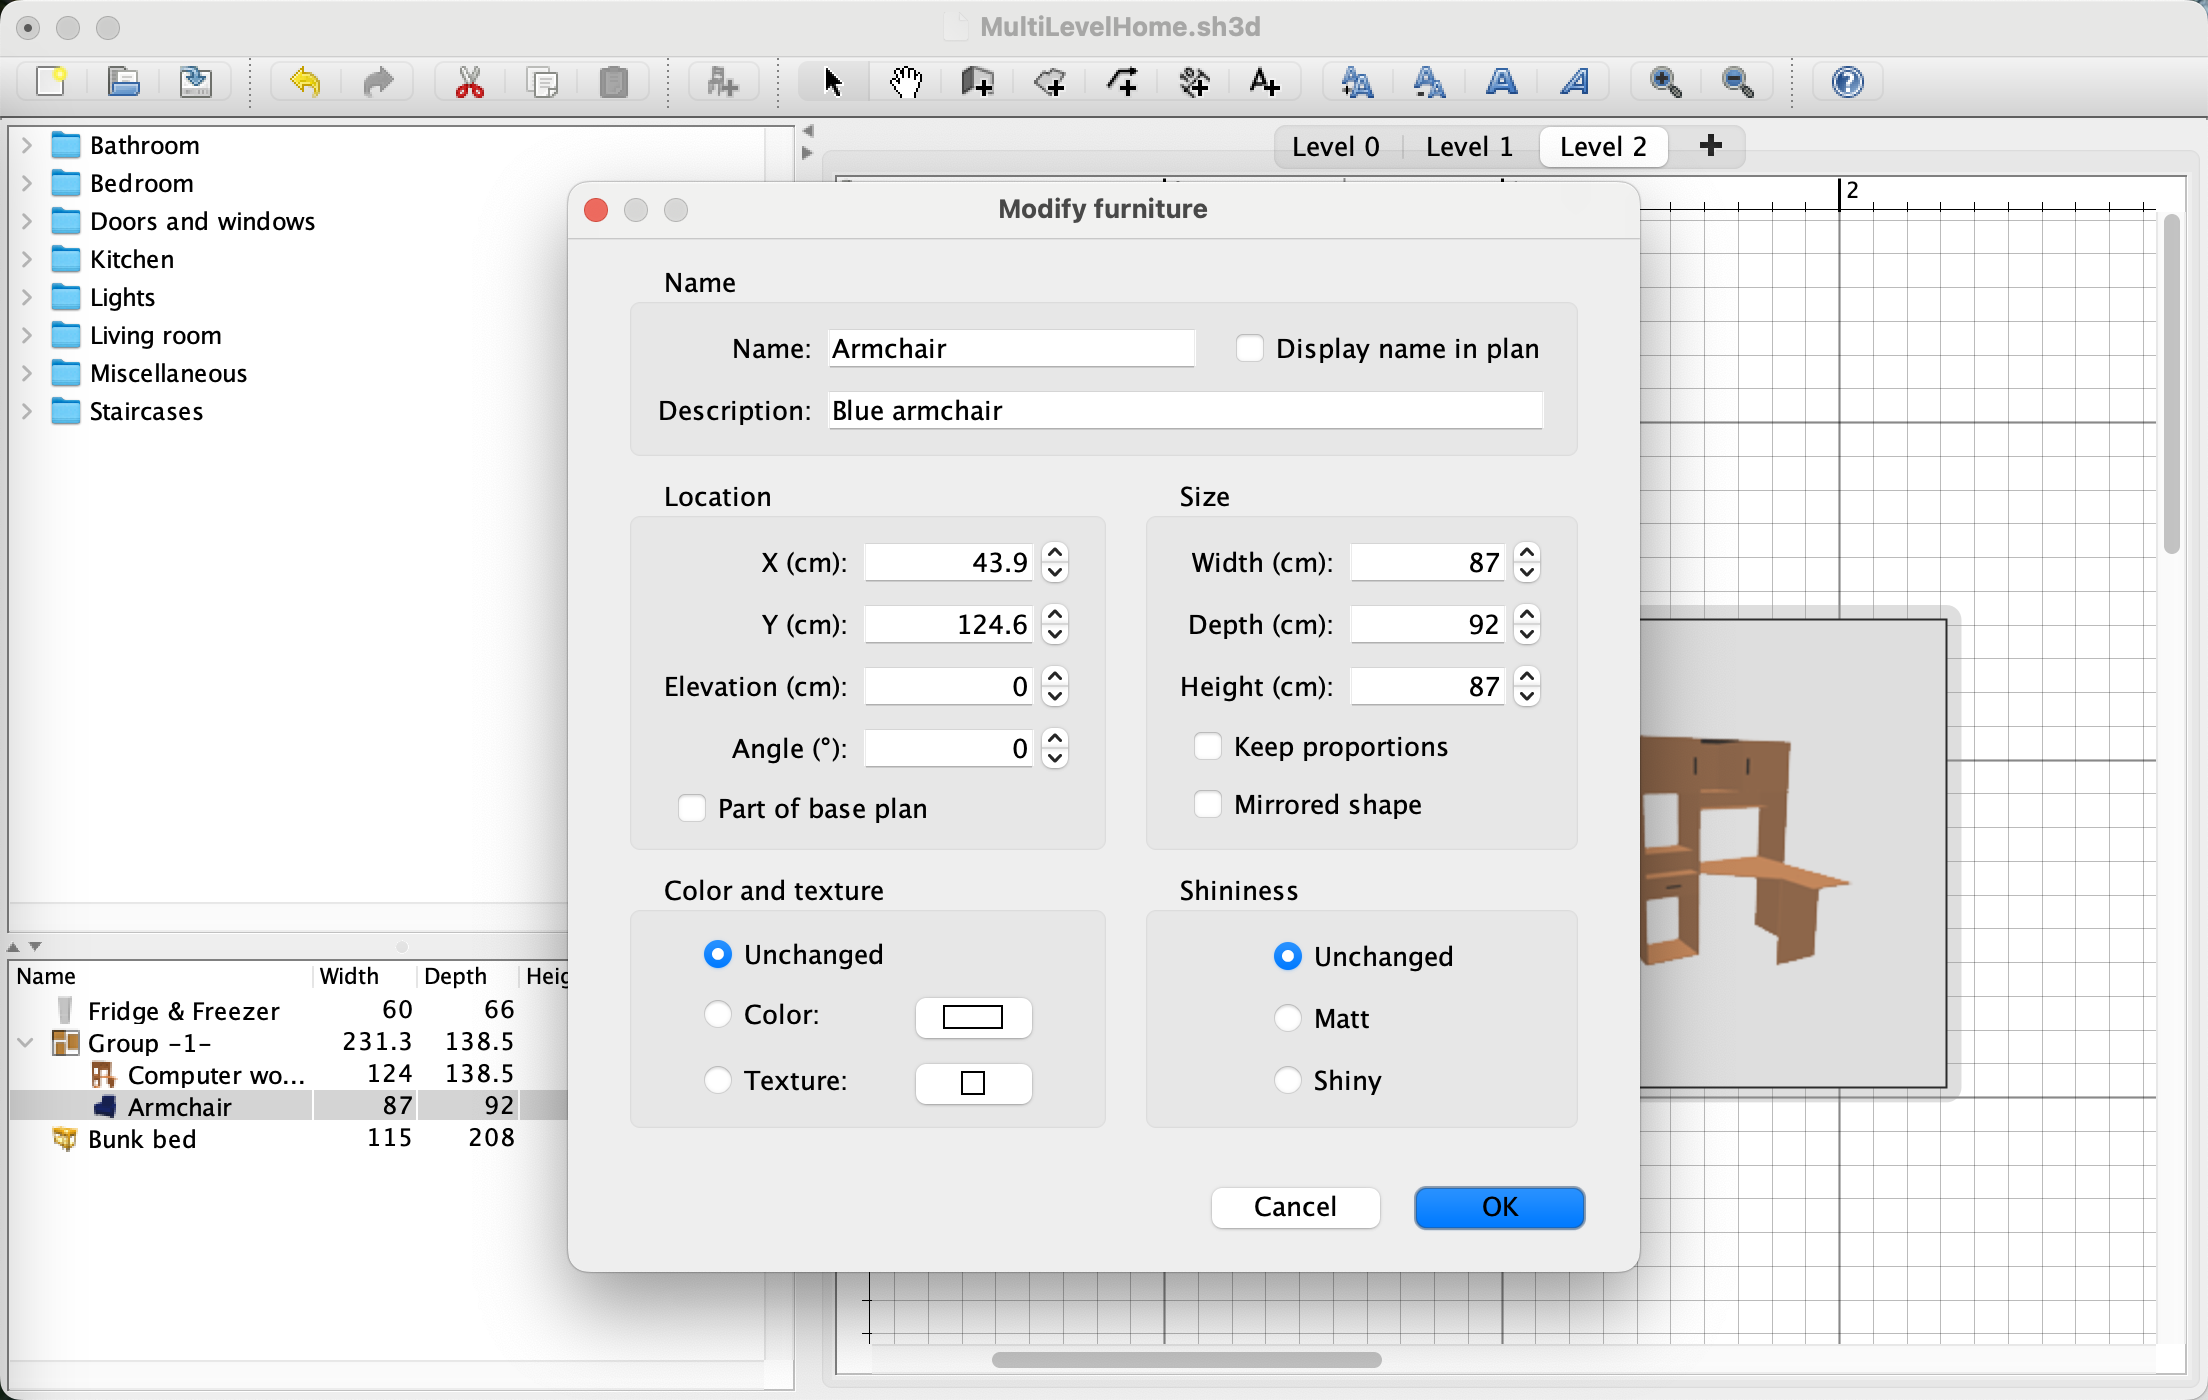 MultiLevelHome.sh3d
Bathroom
Bedroom
Doors and windows
Kitchen
Lights
Living room
Miscellaneous
Staircases
Level 0 Level 1 Level 2
2
Modify furniture
Name
Name: Armchair Display name in plan
Description: Blue armchair
Location
X (cm): 43.9
Y (cm): 124.6
Elevation (cm): 0
Angle (°): 0
Part of base plan
Size
Width (cm): 87
Depth (cm): 92
Height (cm): 87
Keep proportions
Mirrored shape
Color and texture
Unchanged
Color:
Texture:
Shininess
Unchanged
Matt
Shiny
Cancel OK
Name Width Depth Heig
Fridge & Freezer 60 66
Group -1- 231.3 138.5
Computer wo... 124 138.5
Armchair 87 92
Bunk bed 115 208